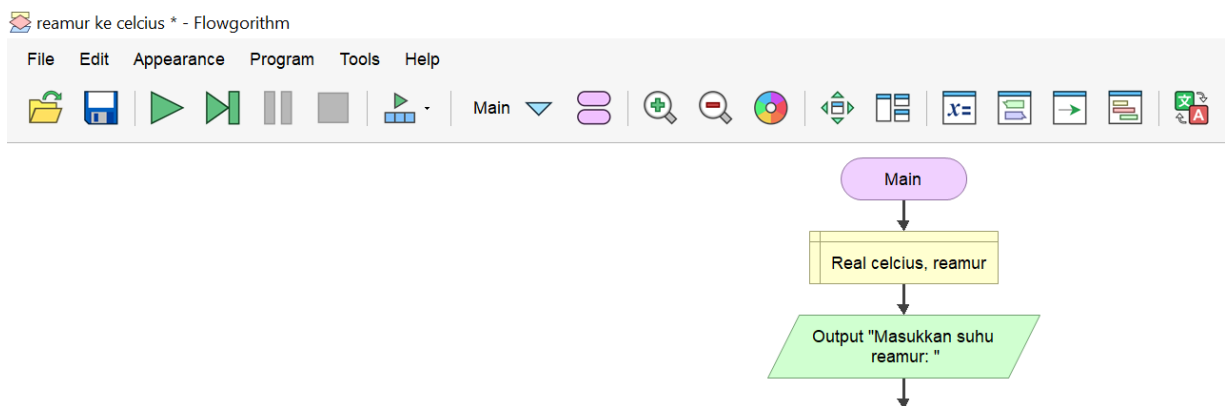 reamur ke celcius * - Flowgorithm
File Edit Appearance Program Tools Help
Main
x=
文
A
Main
Real celcius, reamur
Output "Masukkan suhu
reamur: "